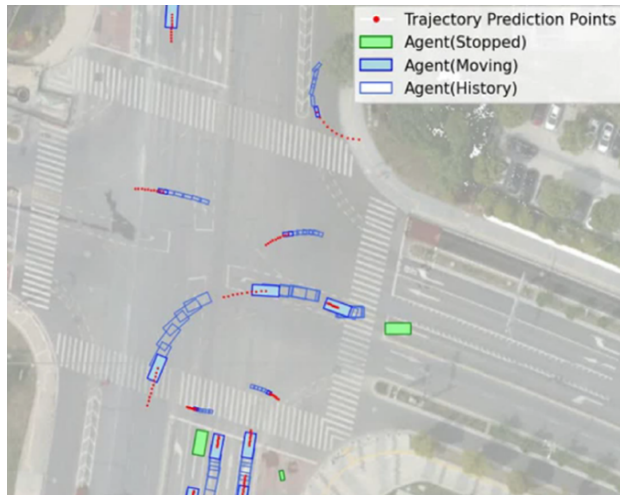 Trajectory Prediction Points
Agent(Stopped)
Agent(Moving)
Agent(History)